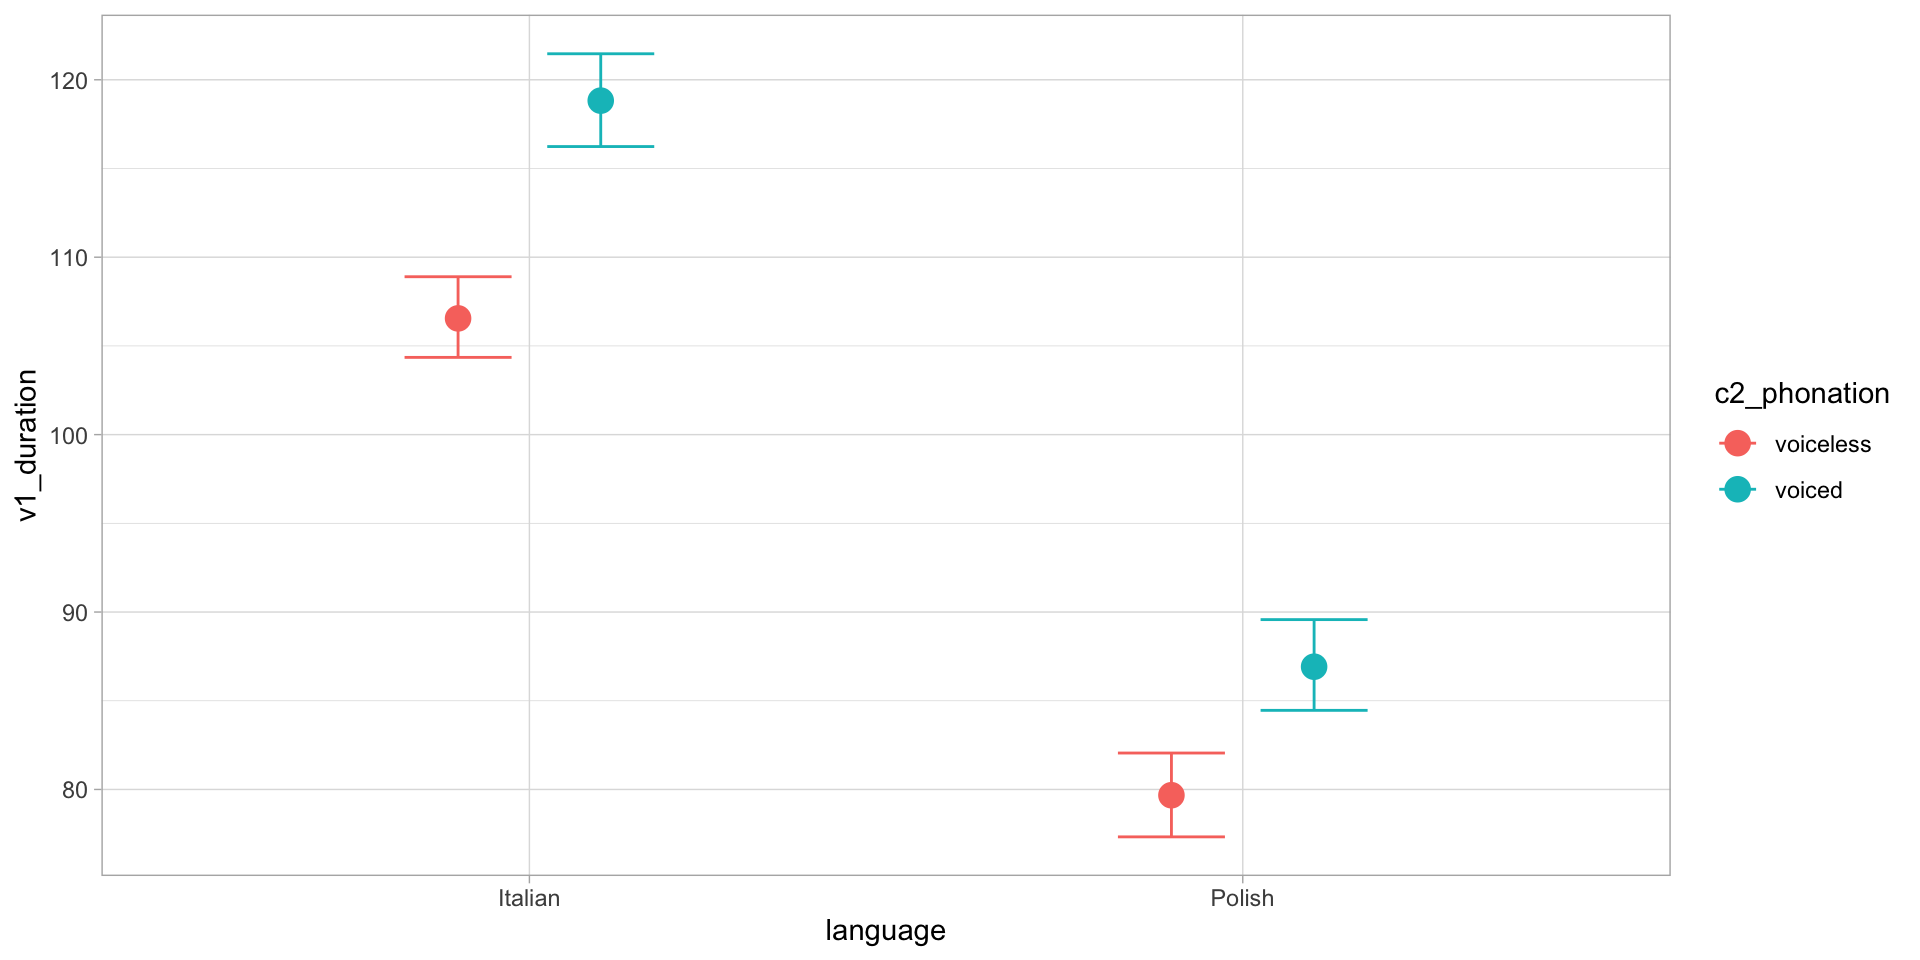 120
110
100
90
80
v1_duration
Italian
Polish
language
c2_phonation
voiceless
voiced